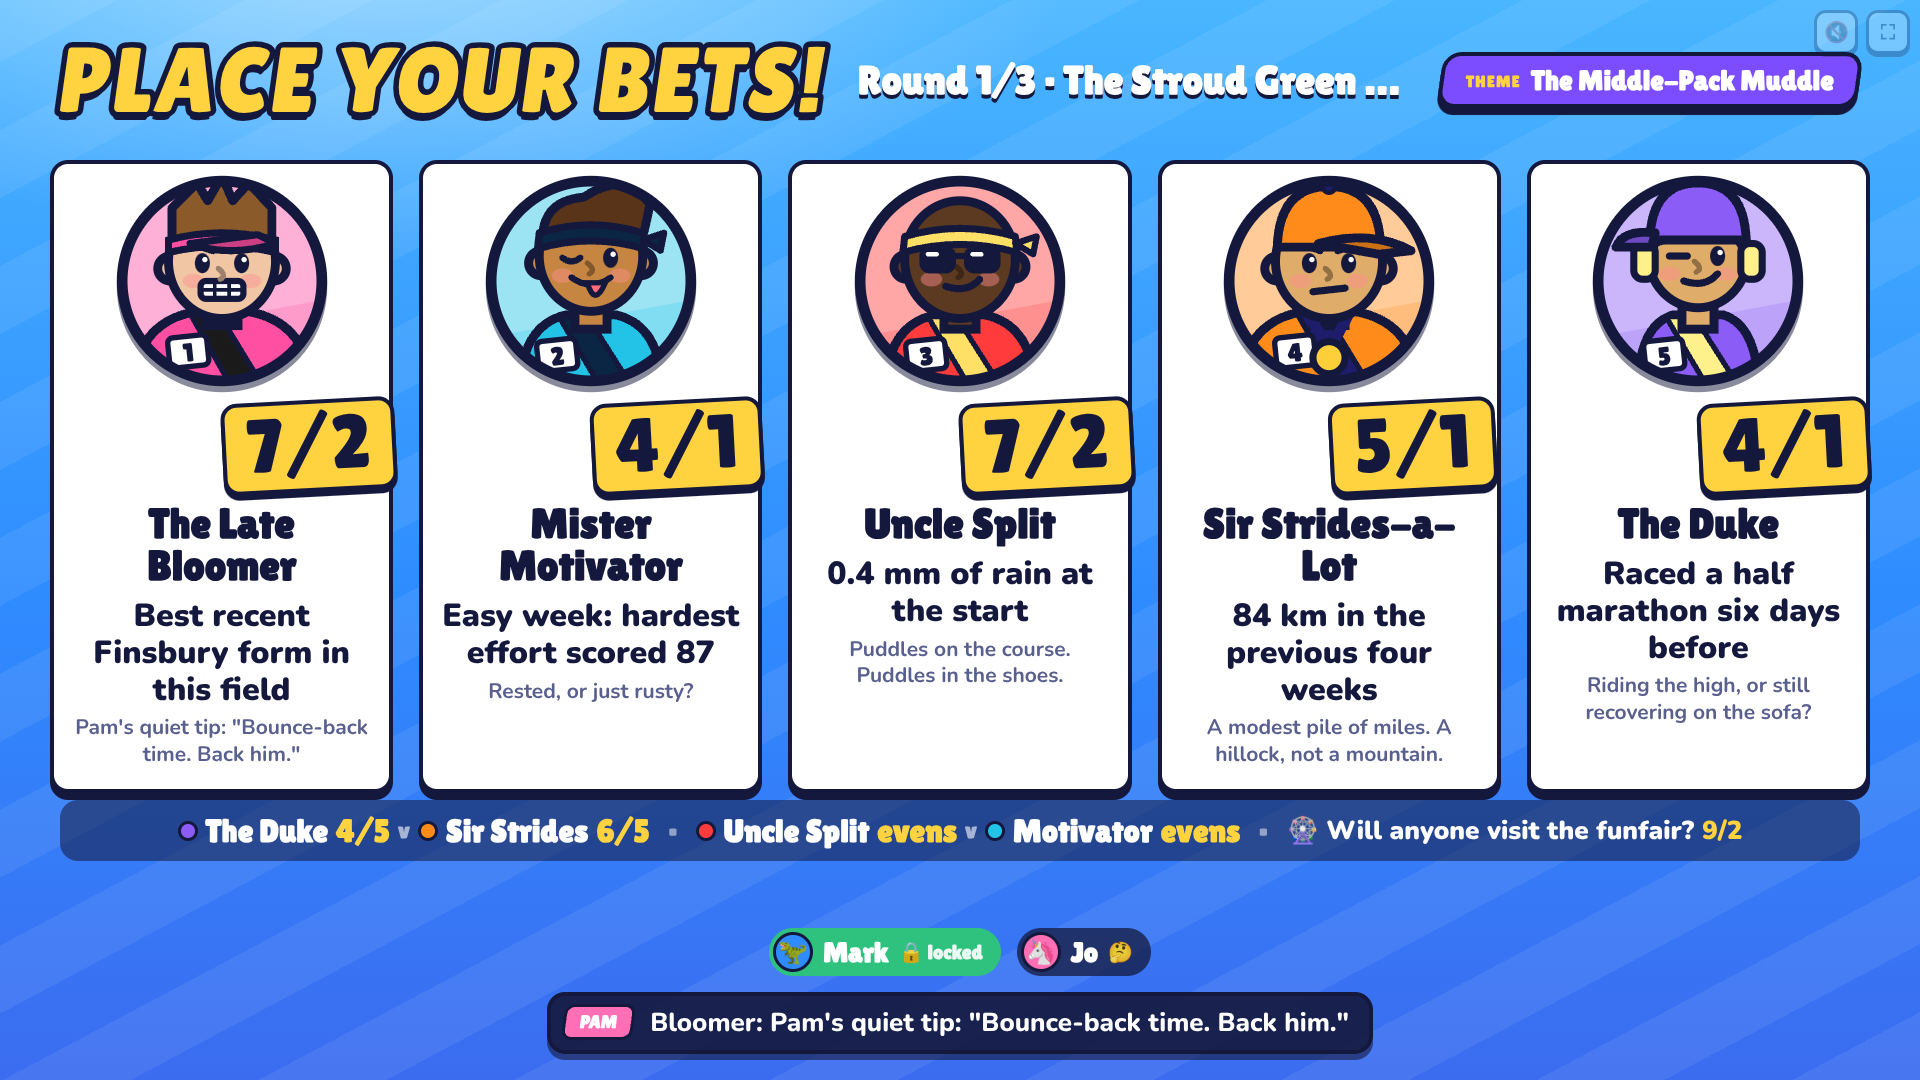 PLACE YOUR BETS!
Round 1/3 · The Stroud Green ...
THEME The Middle-Pack Muddle
1
7/2
The Late
Bloomer
Best recent
Finsbury form in
this field
Pam's quiet tip: "Bounce-back
time. Back him."
2
4/1
Mister
Motivator
Easy week: hardest
effort scored 87
Rested, or just rusty?
3
7/2
Uncle Split
0.4 mm of rain at
the start
Puddles on the course.
Puddles in the shoes.
4
5/1
Sir Strides-a-
Lot
84 km in the
previous four
weeks
A modest pile of miles. A
hillock, not a mountain.
5
4/1
The Duke
Raced a half
marathon six days
before
Riding the high, or still
recovering on the sofa?
The Duke 4/5 v Sir Strides 6/5 · Uncle Split evens v Motivator evens · Will anyone visit the funfair? 9/2
Mark locked Jo
PAM Bloomer: Pam's quiet tip: "Bounce-back time. Back him."